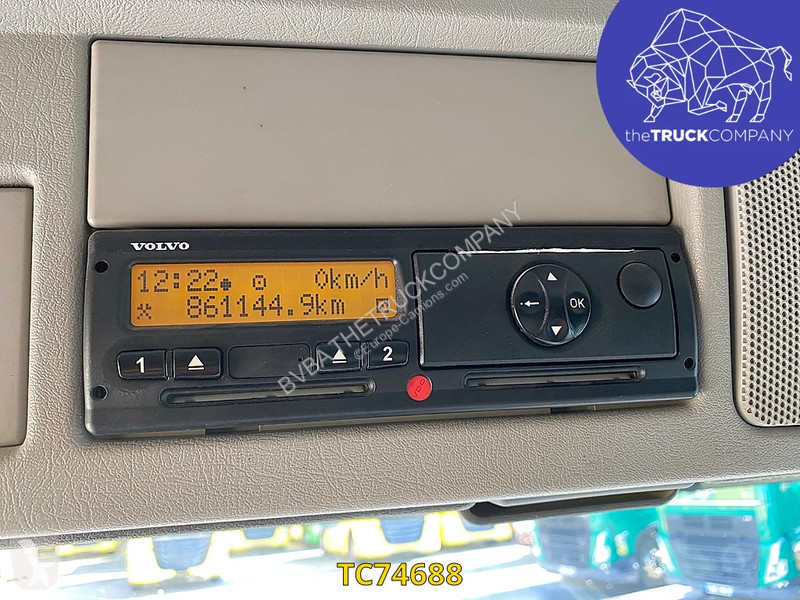 theTRUCKCOMPANY
VOLVO
12:22 0km/h
861144.9km
1 2
OK
BVBA THETRUCKCOMPANY
©Europe-Camions.com
TC74688